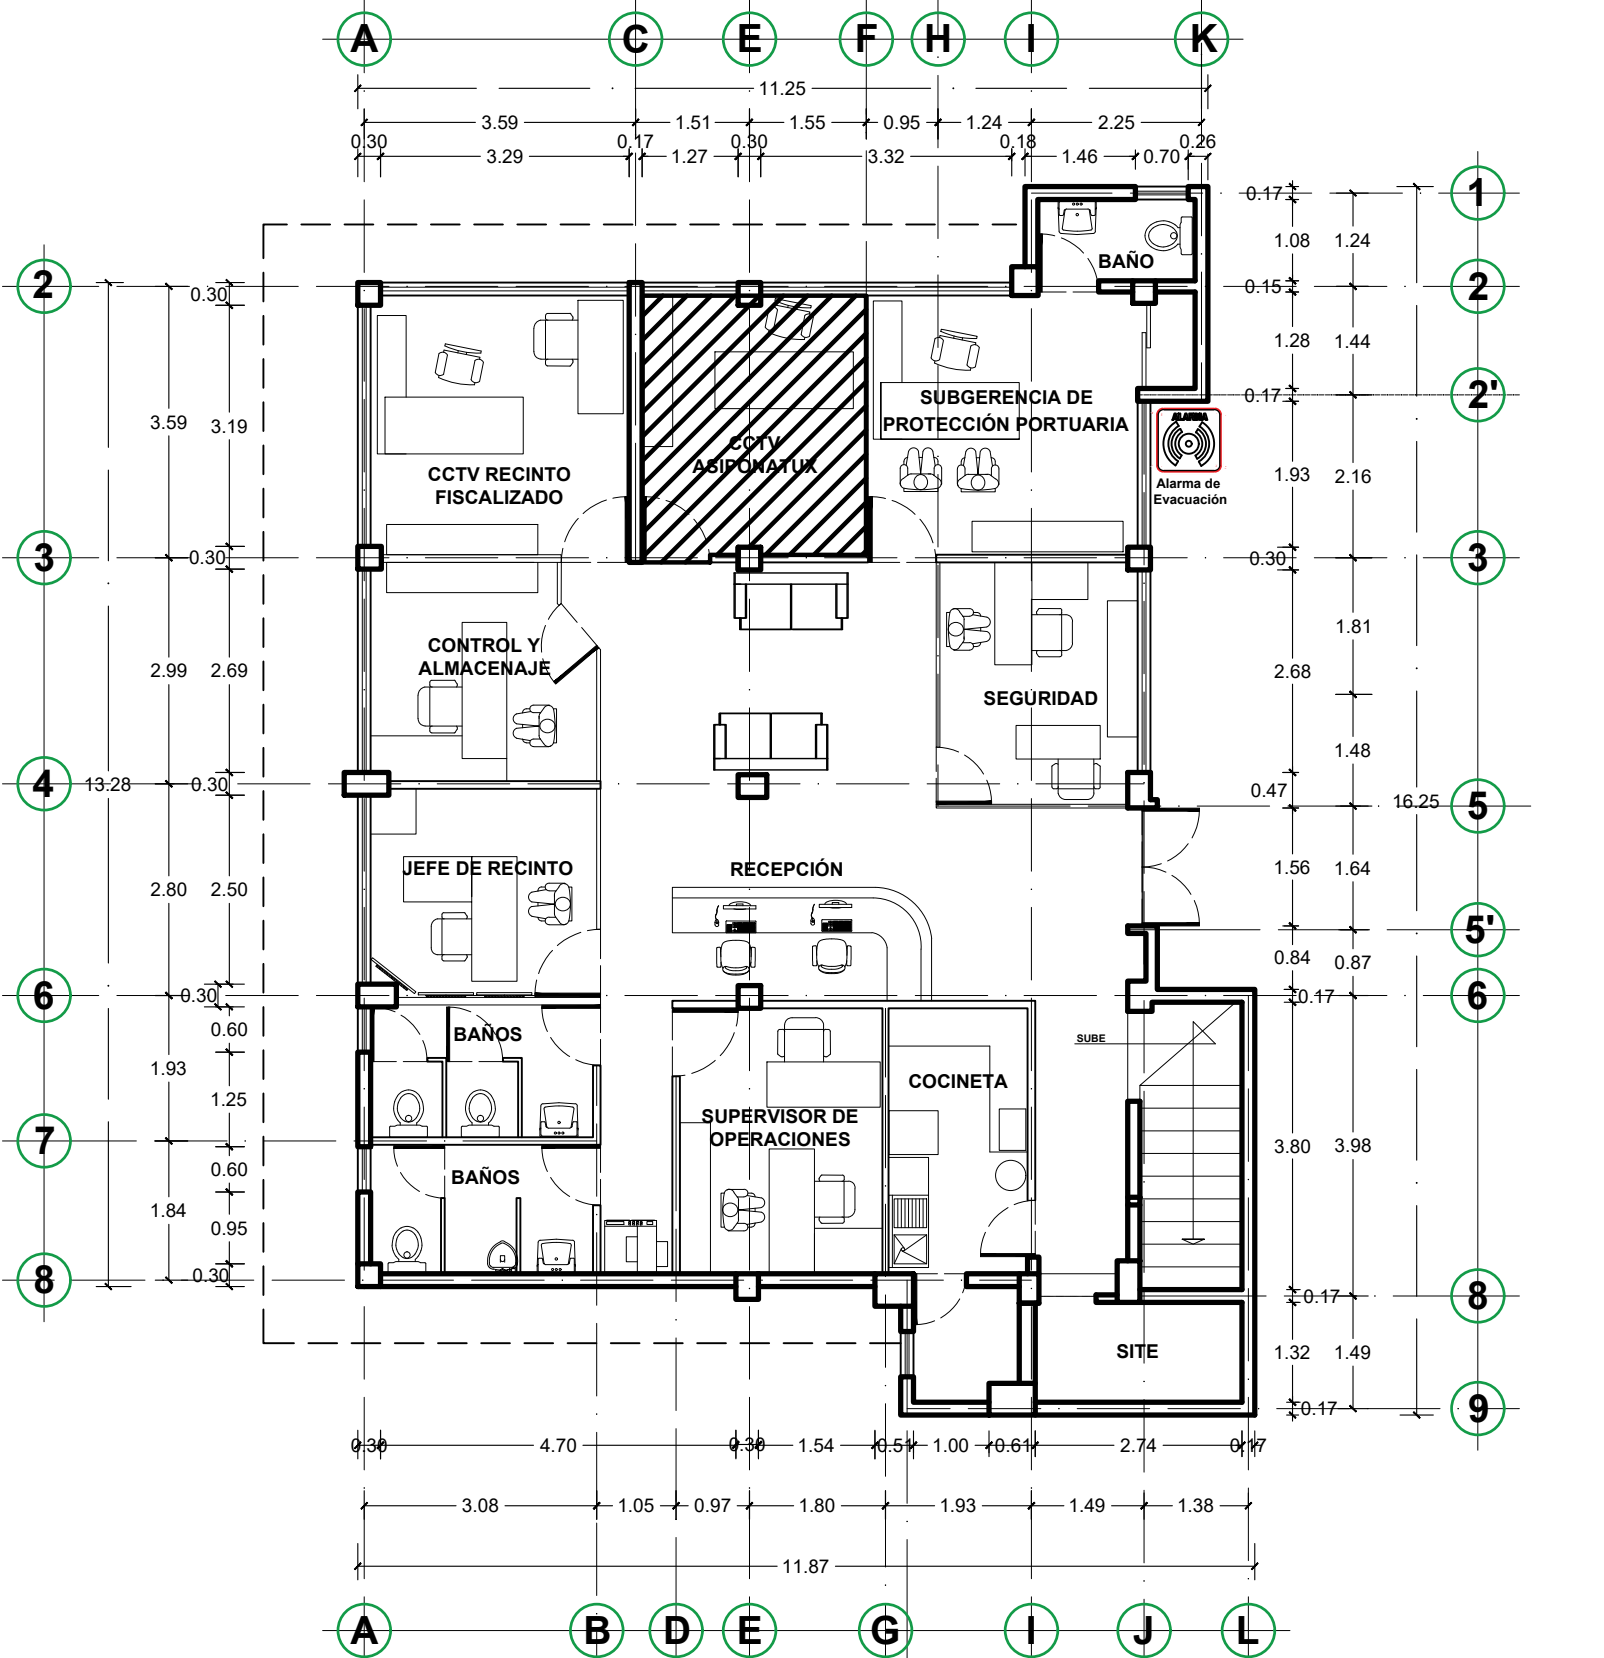 A C E F H I K
11.25
3.59 1.51 1.55 0.95 1.24 2.25
0.30 0.17 0.30 0.18 0.26
3.29 1.27 3.32 1.46 0.70
1
0.17
1.08 1.24
BAÑO
2 2
0.30 0.15
1.28 1.44
2'
0.17
3.59 3.19
SUBGERENCIA DE
PROTECCIÓN PORTUARIA
ALARMA
CCTV
ASIPONATUX
CCTV RECINTO
FISCALIZADO
1.93 2.16
Alarma de
Evacuación
3 3
0.30 0.30
1.81
CONTROL Y
ALMACENAJE
2.99 2.69
2.68
SEGURIDAD
1.48
4
13.28 0.30
0.47
16.25
5
JEFE DE RECINTO
RECEPCIÓN
1.56 1.64
2.80 2.50
5'
0.84 0.87
6 6
0.30 0.17
0.60
BAÑOS
SUBE
1.93
COCINETA
1.25
SUPERVISOR DE
OPERACIONES
7
3.80 3.98
0.60
BAÑOS
1.84
0.95
8 8
0.30
0.17
SITE
1.32 1.49
9
0.17
0.30 4.70 0.30 1.54 0.51 1.00 0.61 2.74 0.17
3.08 1.05 0.97 1.80 1.93 1.49 1.38
11.87
A B D E G I J L